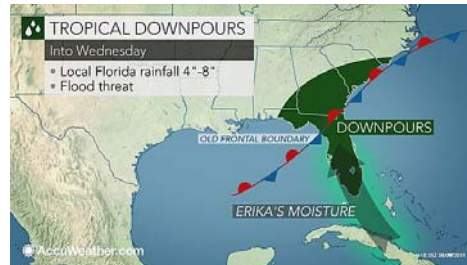 TROPICAL DOWNPOURS
Into Wednesday
• Local Florida rainfall 4"-8"
• Flood threat
DOWNPOURS
OLD FRONTAL BOUNDARY
ERIKA'S MOISTURE
AccuWeather.com